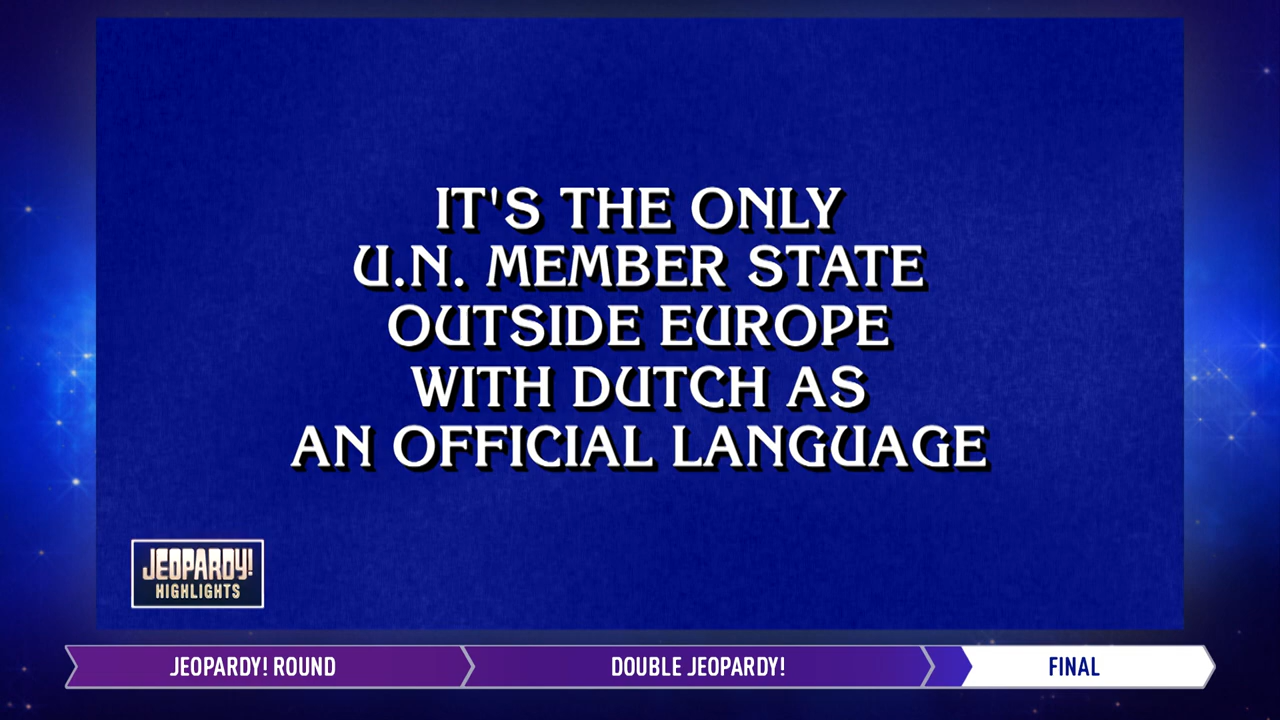 IT'S THE ONLY
U.N. MEMBER STATE
OUTSIDE EUROPE
WITH DUTCH AS
AN OFFICIAL LANGUAGE
JEOPARDY!
HIGHLIGHTS
JEOPARDY! ROUND
DOUBLE JEOPARDY!
FINAL